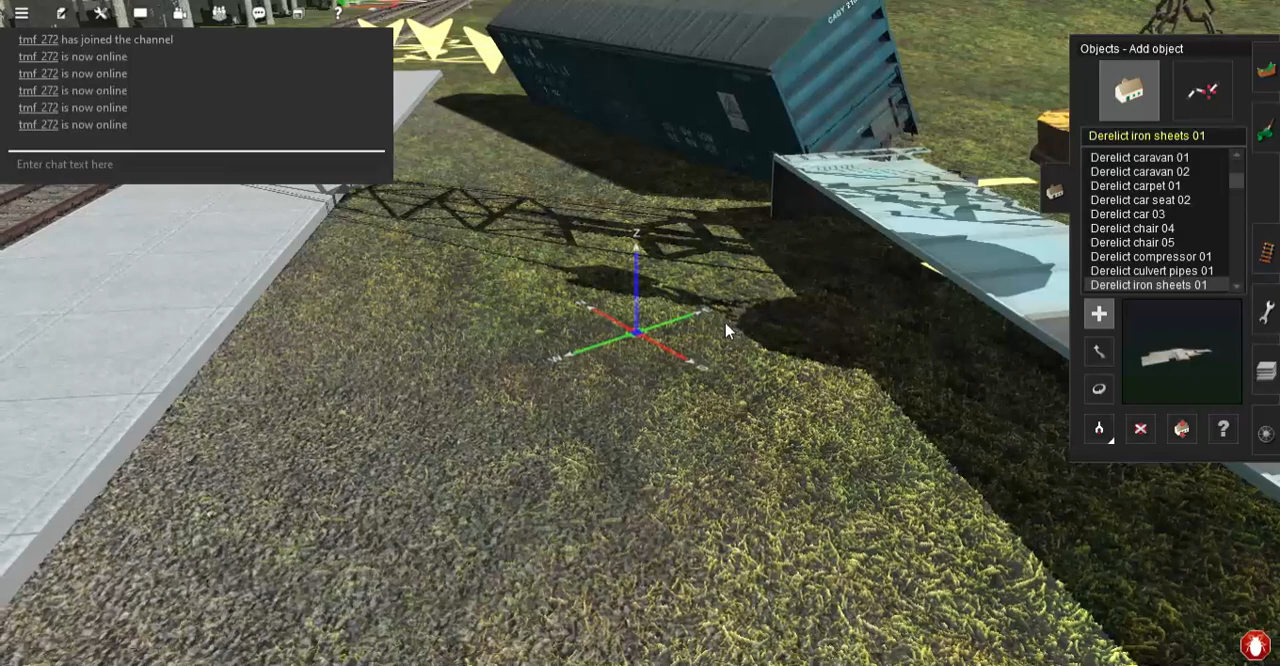 tmf_272 has joined the channel
tmf_272 is now online
tmf_272 is now online
tmf_272 is now online
tmf_272 is now online
tmf_272 is now online
Enter chat text here
Z
Objects - Add object
Derelict iron sheets 01
Derelict caravan 01
Derelict caravan 02
Derelict carpet 01
Derelict car seat 02
Derelict car 03
Derelict chair 04
Derelict chair 05
Derelict compressor 01
Derelict culvert pipes 01
Derelict iron sheets 01